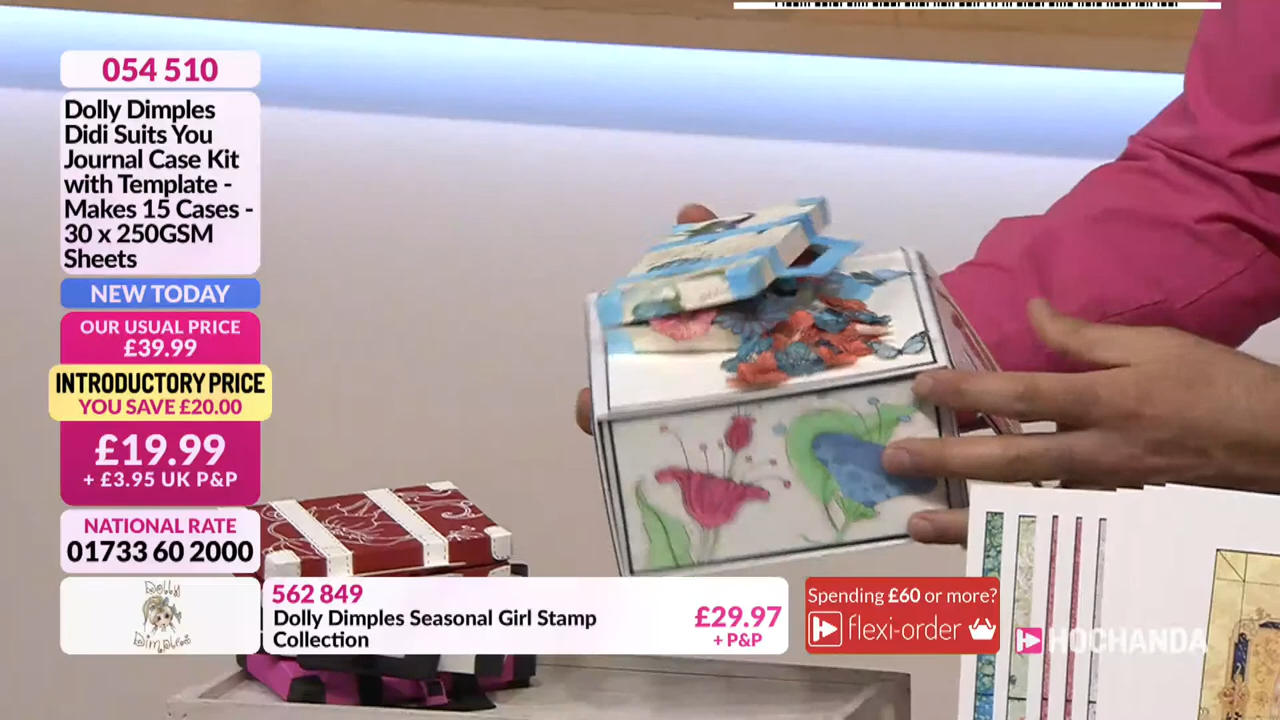 054 510
Dolly Dimples
Didi Suits You
Journal Case Kit
with Template -
Makes 15 Cases -
30 x 250GSM
Sheets
NEW TODAY
OUR USUAL PRICE
£39.99
INTRODUCTORY PRICE
YOU SAVE £20.00
£19.99
+ £3.95 UK P&P
NATIONAL RATE
01733 60 2000
Dolly
Dimples
562 849
Dolly Dimples Seasonal Girl Stamp
Collection
£29.97
+ P&P
Spending £60 or more?
flexi-order
HOCHANDA